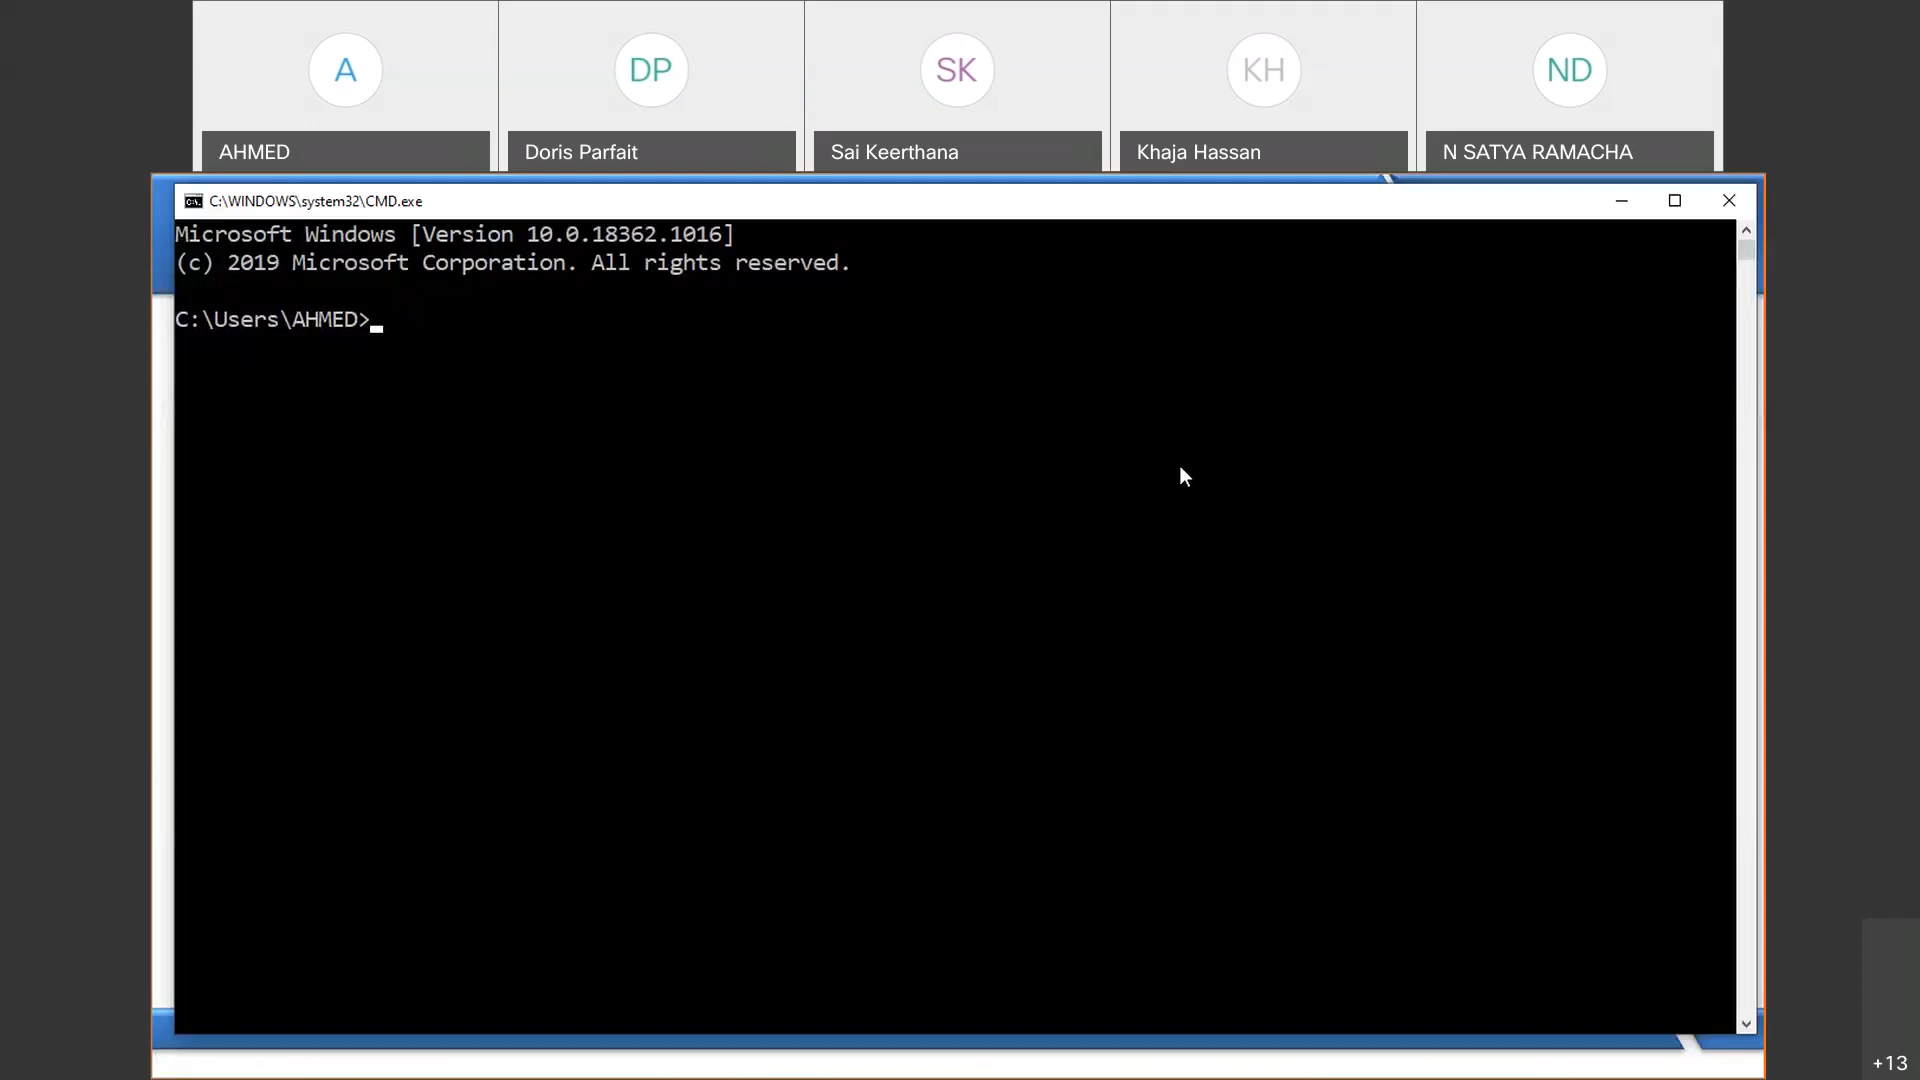 A
DP
SK
KH
ND
AHMED
Doris Parfait
Sai Keerthana
Khaja Hassan
N SATYA RAMACHA
C:\WINDOWS\system32\CMD.exe
Microsoft Windows [Version 10.0.18362.1016]
(c) 2019 Microsoft Corporation. All rights reserved.
C:\Users\AHMED>
+13